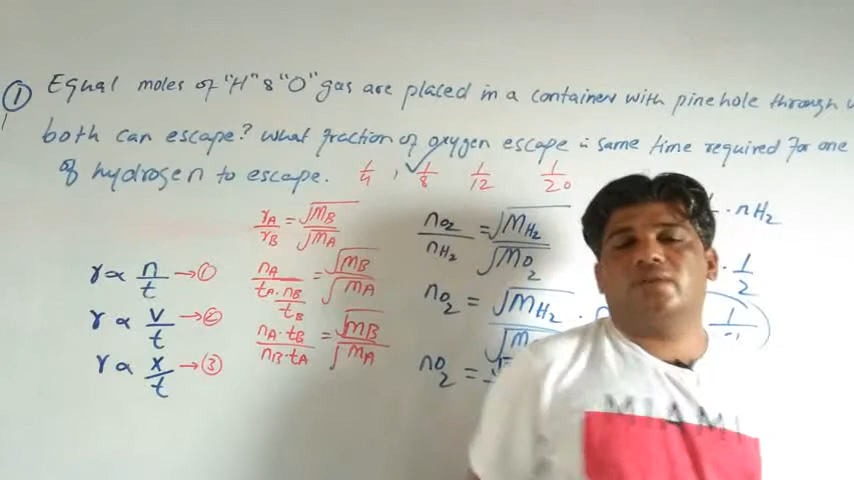 ① Equal moles of "H" & "O" gas are placed in a container with pinehole through
both can escape? what fraction of oxygen escape in same time required for one
of hydrogen to escape. 1/4 , ✓1/8 1/12 1/20
r ∝ n/t → ①
r ∝ v/t → ②
r ∝ x/t → ③
rA/rB = √MB/√MA
nA/tA · nB/tB = √MB/√MA
nA · tB/nB · tA = √MB/√MA
nO2/nH2 = √MH2/√MO2
nO2 = √MH2/√M ·
nO2 =
· nH2
· 1/2
MIAMI